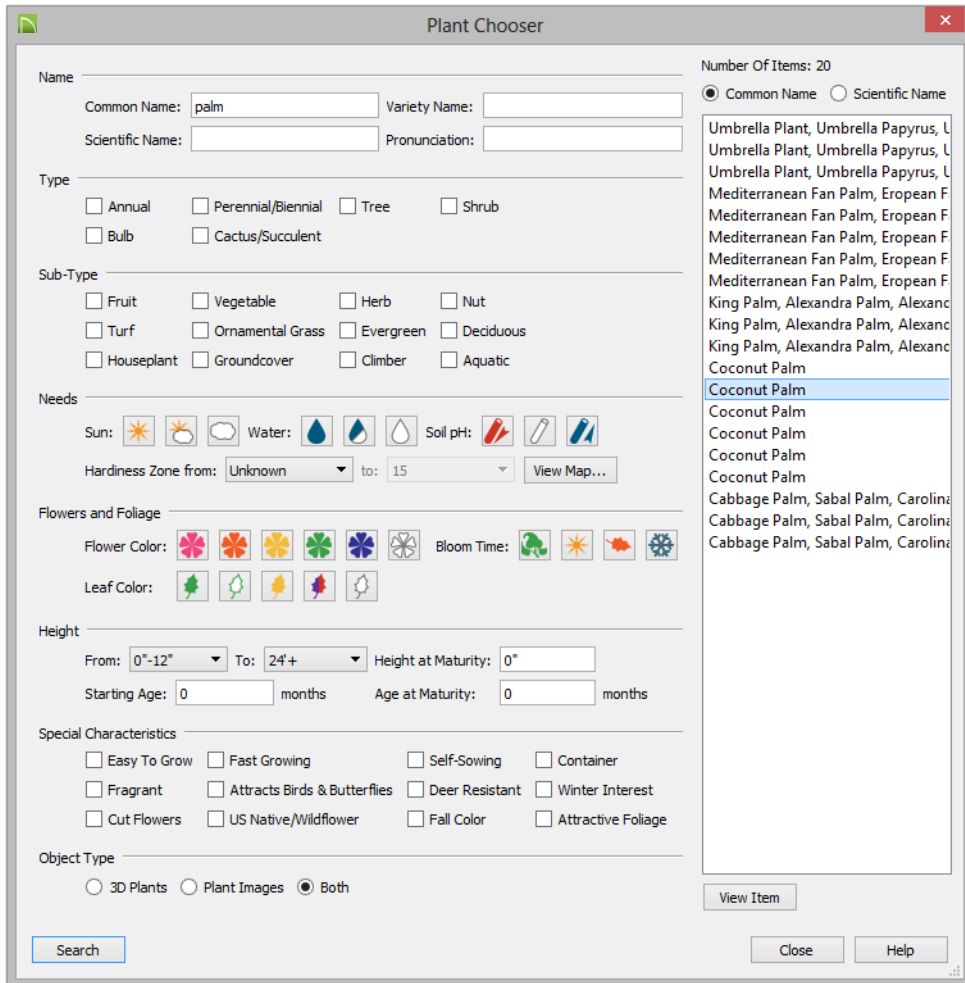 Plant Chooser
Name
Common Name: palm Variety Name:
Scientific Name: Pronunciation:
Type
Annual Perennial/Biennial Tree Shrub
Bulb Cactus/Succulent
Sub-Type
Fruit Vegetable Herb Nut
Turf Ornamental Grass Evergreen Deciduous
Houseplant Groundcover Climber Aquatic
Needs
Sun: Water: Soil pH:
Hardiness Zone from: Unknown to: 15 View Map...
Flowers and Foliage
Flower Color: Bloom Time:
Leaf Color:
Height
From: 0"-12" To: 24'+ Height at Maturity: 0"
Starting Age: 0 months Age at Maturity: 0 months
Special Characteristics
Easy To Grow Fast Growing Self-Sowing Container
Fragrant Attracts Birds & Butterflies Deer Resistant Winter Interest
Cut Flowers US Native/Wildflower Fall Color Attractive Foliage
Object Type
3D Plants Plant Images Both
Search
Number Of Items: 20
Common Name Scientific Name
Umbrella Plant, Umbrella Papyrus, U
Umbrella Plant, Umbrella Papyrus, U
Umbrella Plant, Umbrella Papyrus, U
Mediterranean Fan Palm, Eropean F
Mediterranean Fan Palm, Eropean F
Mediterranean Fan Palm, Eropean F
Mediterranean Fan Palm, Eropean F
Mediterranean Fan Palm, Eropean F
King Palm, Alexandra Palm, Alexand
King Palm, Alexandra Palm, Alexand
King Palm, Alexandra Palm, Alexand
Coconut Palm
Coconut Palm
Coconut Palm
Coconut Palm
Coconut Palm
Coconut Palm
Cabbage Palm, Sabal Palm, Carolina
Cabbage Palm, Sabal Palm, Carolina
Cabbage Palm, Sabal Palm, Carolina
View Item
Close Help